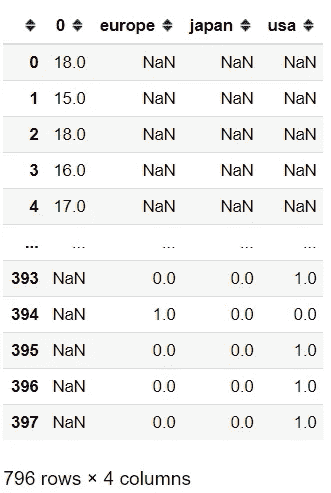 0 europe japan usa
0 18.0 NaN NaN NaN
1 15.0 NaN NaN NaN
2 18.0 NaN NaN NaN
3 16.0 NaN NaN NaN
4 17.0 NaN NaN NaN
... ... ... ... ...
393 NaN 0.0 0.0 1.0
394 NaN 1.0 0.0 0.0
395 NaN 0.0 0.0 1.0
396 NaN 0.0 0.0 1.0
397 NaN 0.0 0.0 1.0
796 rows × 4 columns